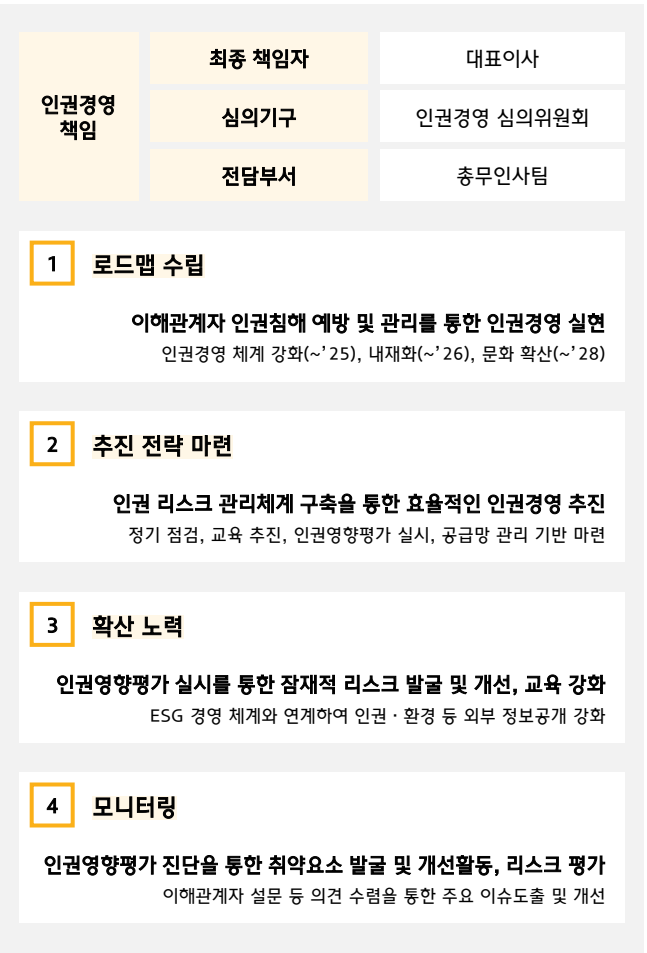 인권경영
책임
최종 책임자
대표이사
심의기구
인권경영 심의위원회
전담부서
총무인사팀
1
로드맵 수립
이해관계자 인권침해 예방 및 관리를 통한 인권경영 실현
인권경영 체계 강화(~’25), 내재화(~’26), 문화 확산(~’28)
2
추진 전략 마련
인권 리스크 관리체계 구축을 통한 효율적인 인권경영 추진
정기 점검, 교육 추진, 인권영향평가 실시, 공급망 관리 기반 마련
3
확산 노력
인권영향평가 실시를 통한 잠재적 리스크 발굴 및 개선, 교육 강화
ESG 경영 체계와 연계하여 인권 · 환경 등 외부 정보공개 강화
4
모니터링
인권영향평가 진단을 통한 취약요소 발굴 및 개선활동, 리스크 평가
이해관계자 설문 등 의견 수렴을 통한 주요 이슈도출 및 개선